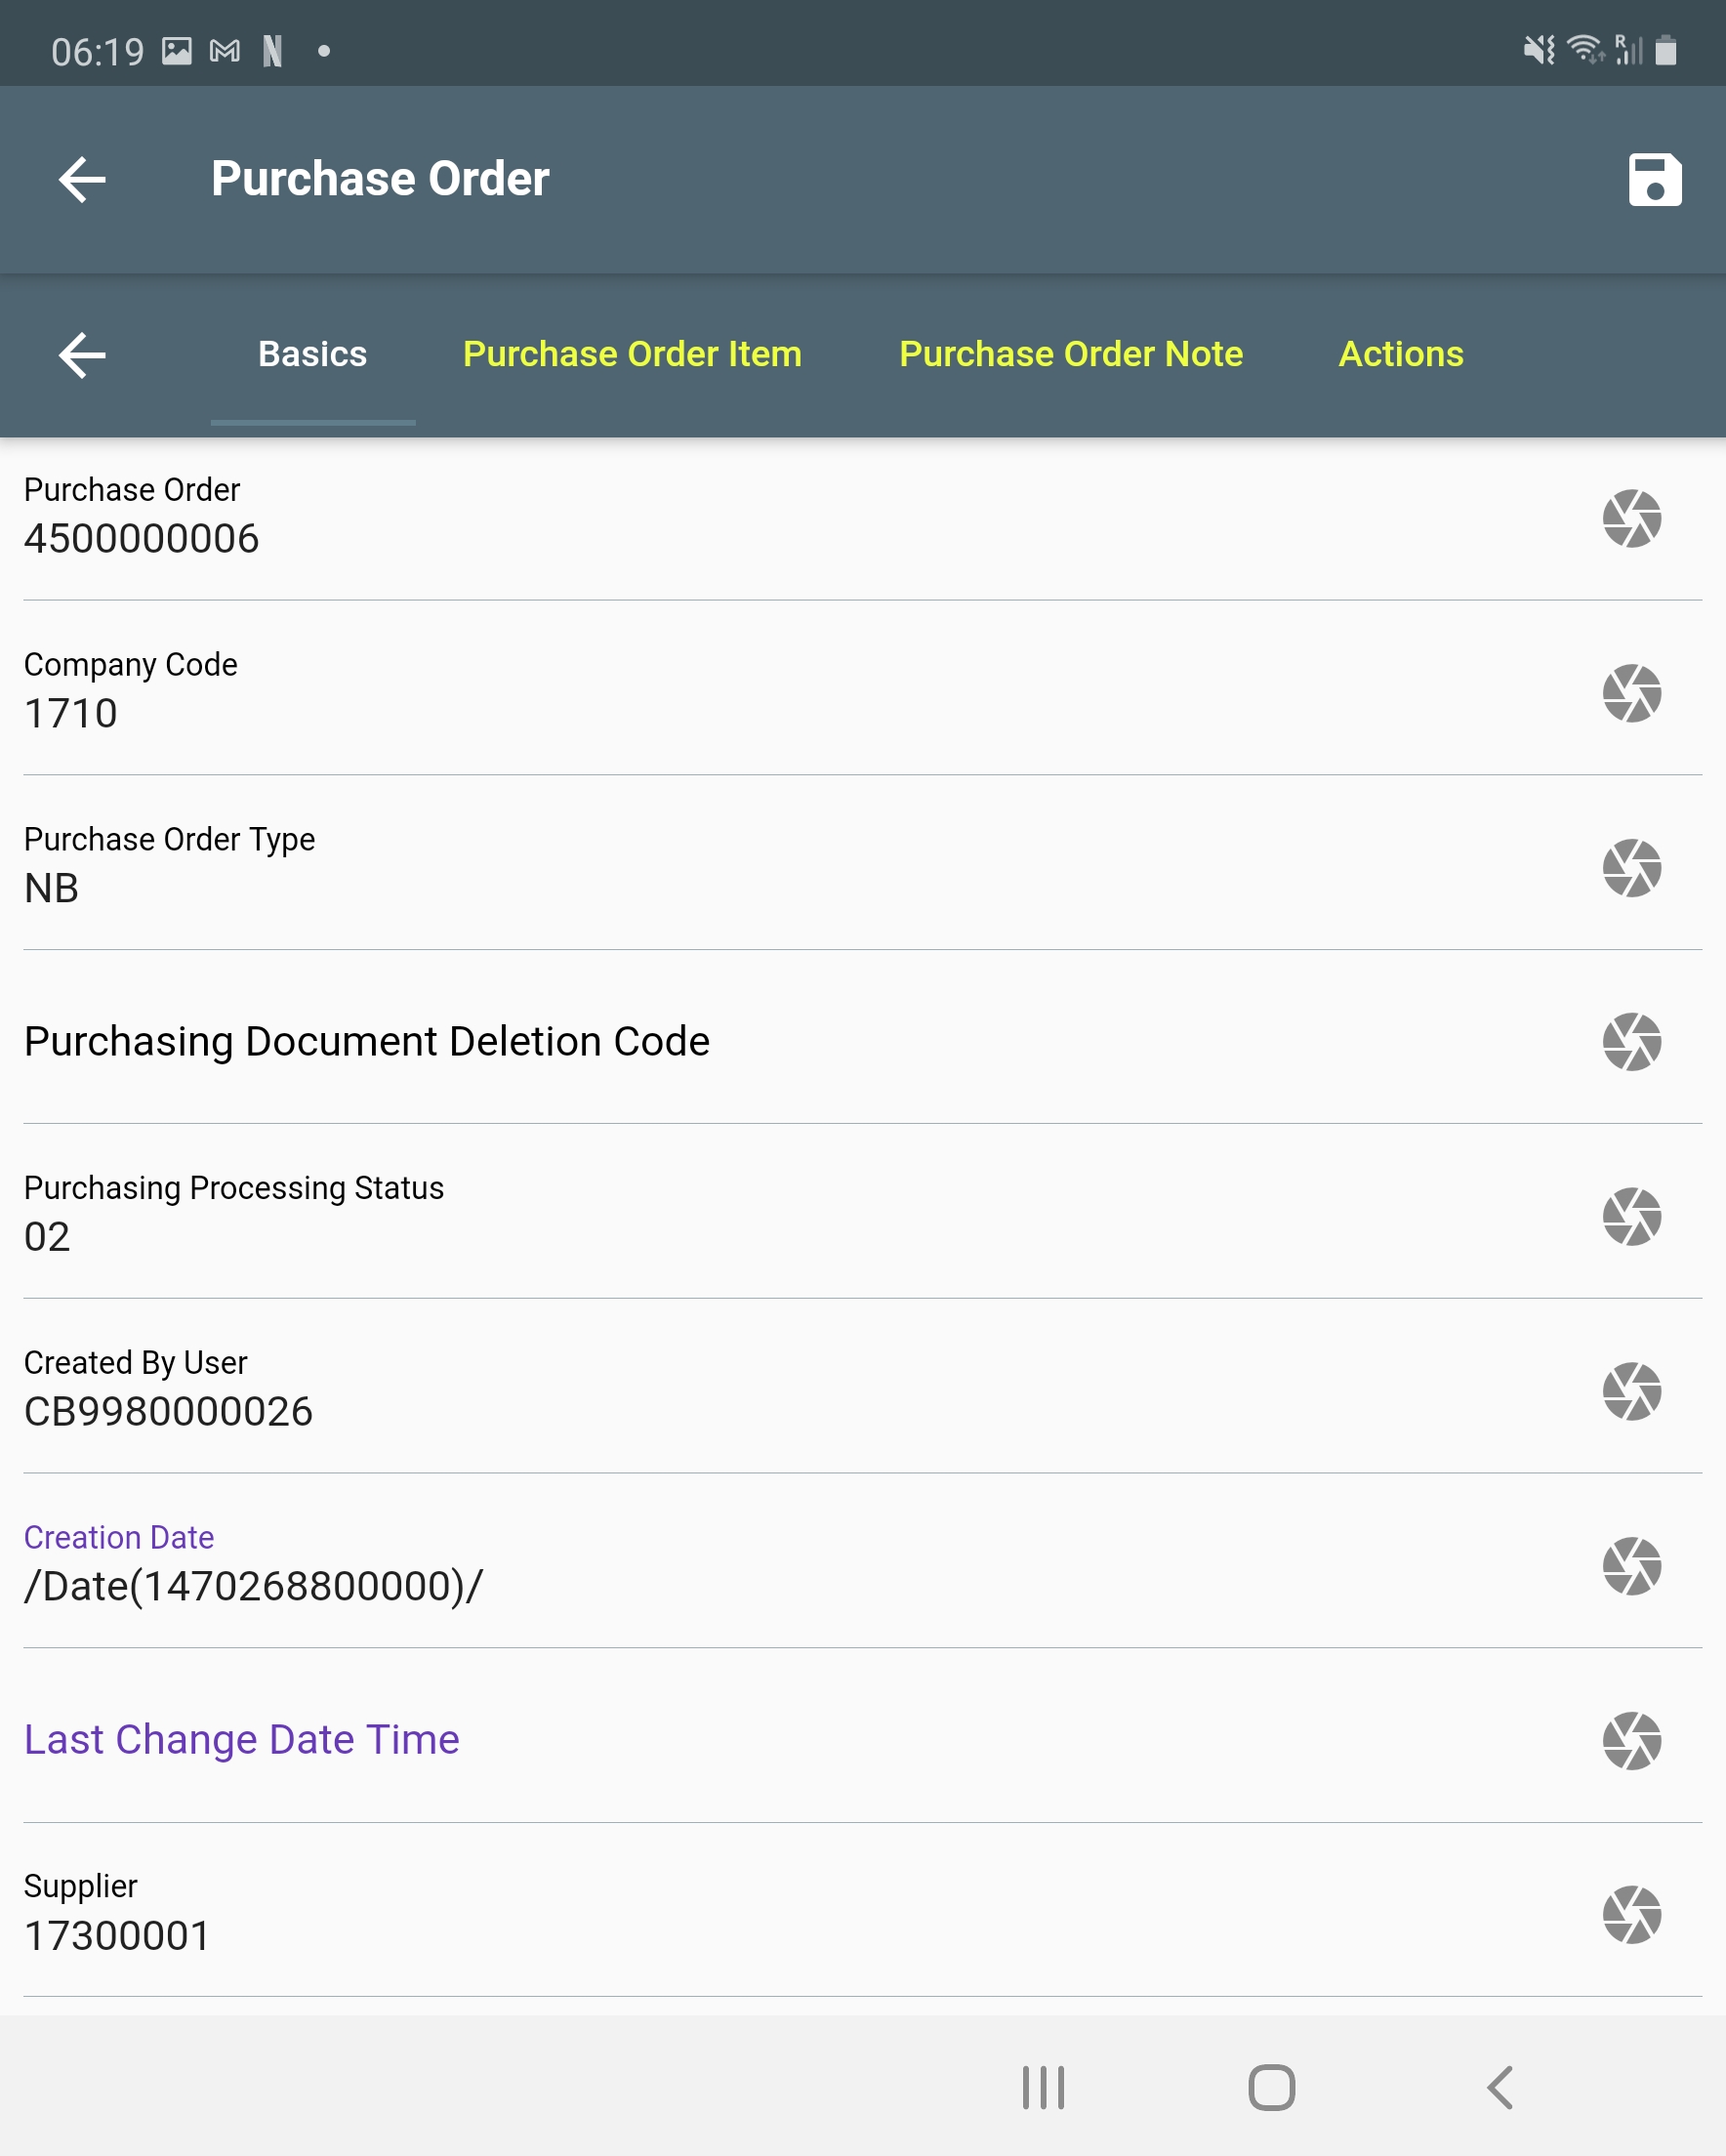 06:19
Purchase Order
Basics Purchase Order Item Purchase Order Note Actions
Purchase Order
4500000006
Company Code
1710
Purchase Order Type
NB
Purchasing Document Deletion Code
Purchasing Processing Status
02
Created By User
CB9980000026
Creation Date
/Date(1470268800000)/
Last Change Date Time
Supplier
17300001